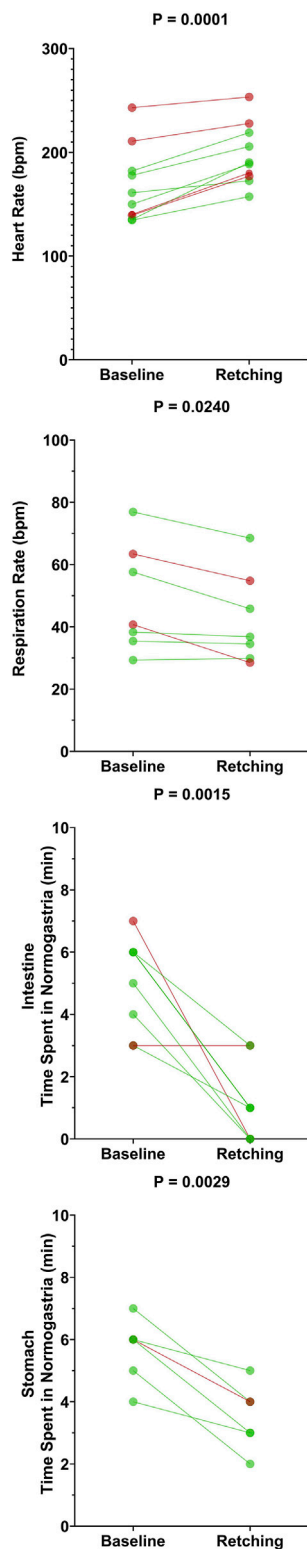 P = 0.0001
Heart Rate (bpm)
300
200
100
0
Baseline Retching
P = 0.0240
Respiration Rate (bpm)
100
80
60
40
20
0
Baseline Retching
P = 0.0015
Intestine
Time Spent in Normogastria (min)
10
8
6
4
2
0
Baseline Retching
P = 0.0029
Stomach
Time Spent in Normogastria (min)
10
8
6
4
2
0
Baseline Retching